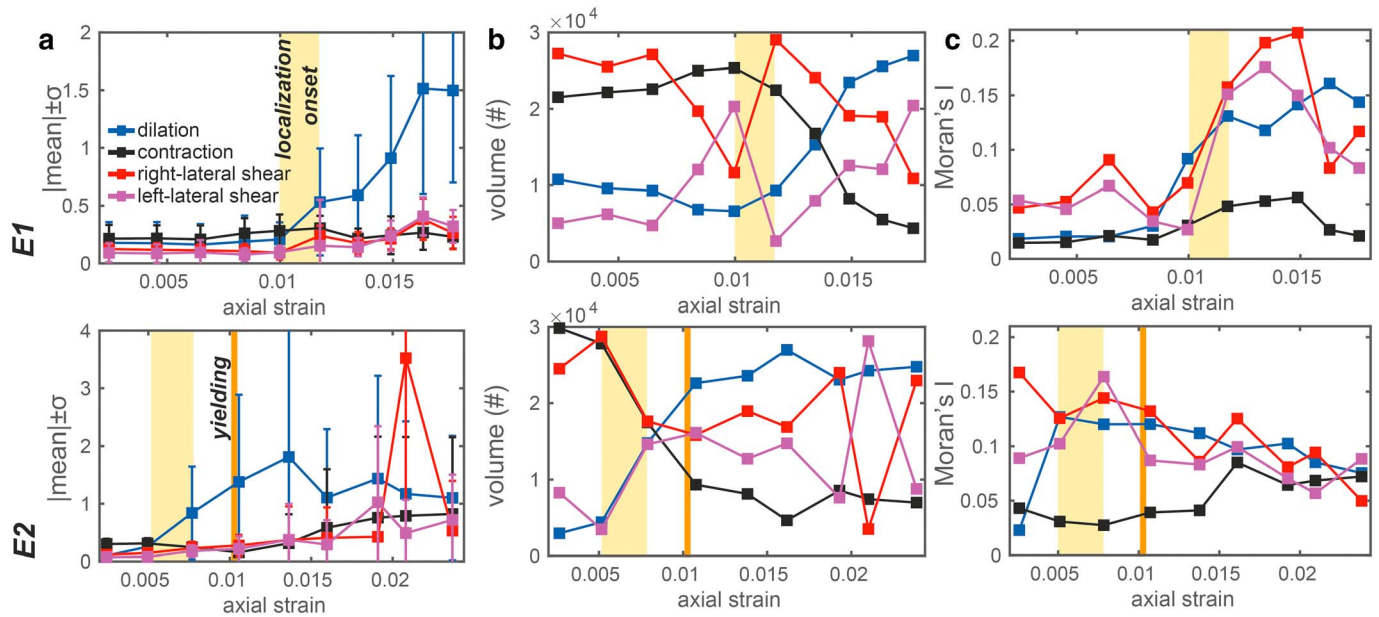 a
b
c
E1
|mean|±σ
2
1.5
1
0.5
0
localization
onset
dilation
contraction
right-lateral shear
left-lateral shear
0.005
0.01
0.015
axial strain
×10⁴
volume (#)
3
2
1
0
0.005
0.01
0.015
axial strain
Moran's I
0.2
0.15
0.1
0.05
0
0.005
0.01
0.015
axial strain
E2
|mean|±σ
4
3
2
1
0
yielding
0.005
0.01
0.015
0.02
axial strain
×10⁴
volume (#)
3
2
1
0
0.005
0.01
0.015
0.02
axial strain
Moran's I
0.2
0.15
0.1
0.05
0
0.005
0.01
0.015
0.02
axial strain